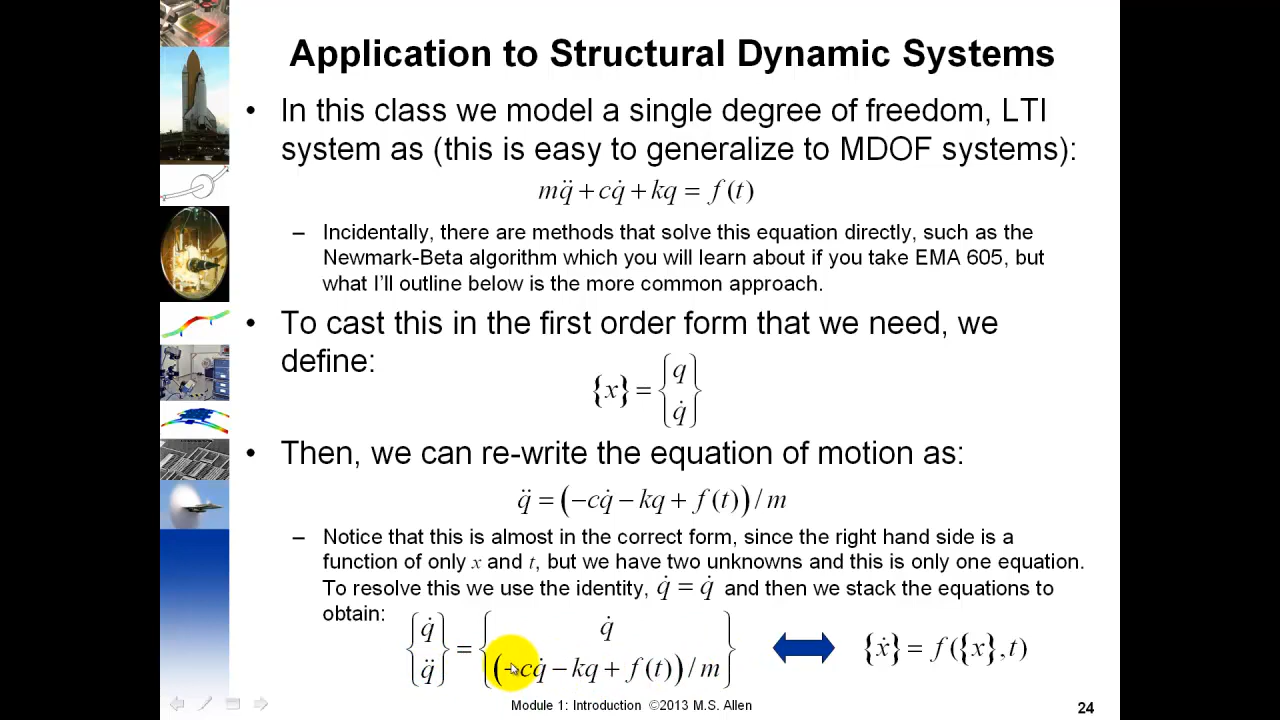 Application to Structural Dynamic Systems
• In this class we model a single degree of freedom, LTI
system as (this is easy to generalize to MDOF systems):
mq̈ + cq̇ + kq = f(t)
– Incidentally, there are methods that solve this equation directly, such as the
Newmark-Beta algorithm which you will learn about if you take EMA 605, but
what I'll outline below is the more common approach.
• To cast this in the first order form that we need, we
define:
{x} = {q q̇}
• Then, we can re-write the equation of motion as:
q̈ = (−cq̇ − kq + f(t)) / m
– Notice that this is almost in the correct form, since the right hand side is a
function of only x and t, but we have two unknowns and this is only one equation.
To resolve this we use the identity, q̇ = q̇ and then we stack the equations to
obtain:
{q̇ q̈} = {q̇ (−cq̇ − kq + f(t)) / m} {ẋ} = f({x}, t)
Module 1: Introduction ©2013 M.S. Allen
24